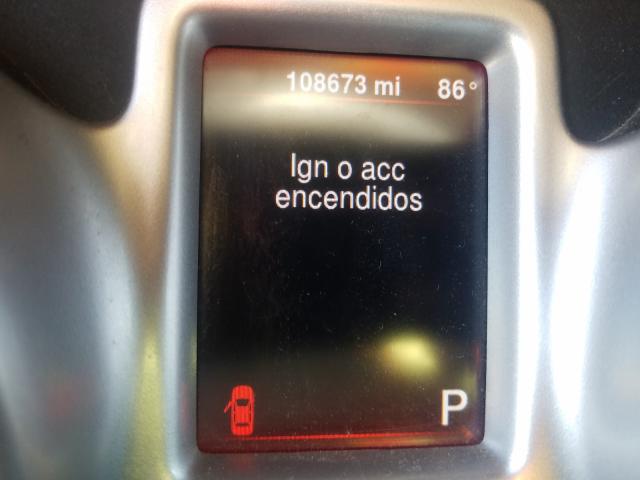 108673 mi 86°
Ign o acc
encendidos
P